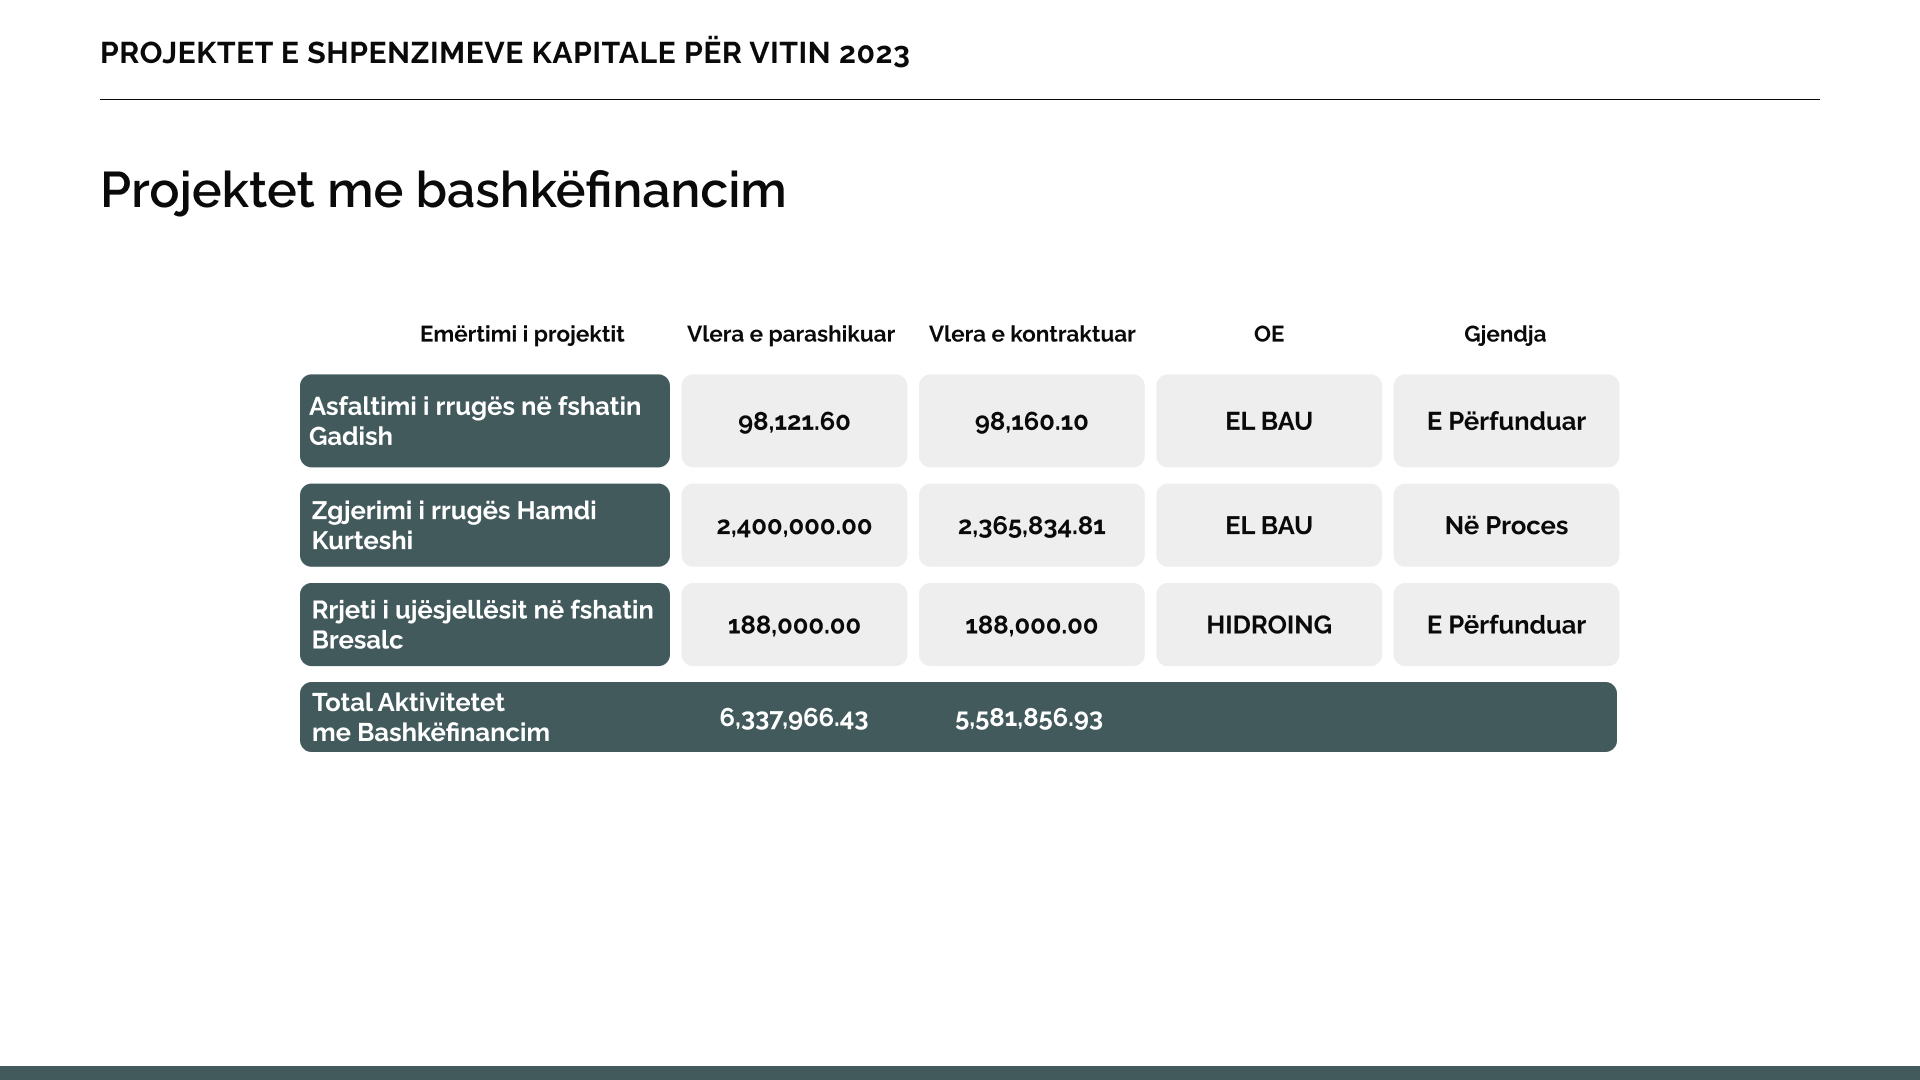 PROJEKTET E SHPENZIMEVE KAPITALE PËR VITIN 2023
Projektet me bashkëfinancim
Emërtimi i projektit Vlera e parashikuar Vlera e kontraktuar OE Gjendja
Asfaltimi i rrugës në fshatin
Gadish
98,121.60 98,160.10 EL BAU E Përfunduar
Zgjerimi i rrugës Hamdi
Kurteshi
2,400,000.00 2,365,834.81 EL BAU Në Proces
Rrjeti i ujësjellësit në fshatin
Bresalc
188,000.00 188,000.00 HIDROING E Përfunduar
Total Aktivitetet
me Bashkëfinancim
6,337,966.43 5,581,856.93